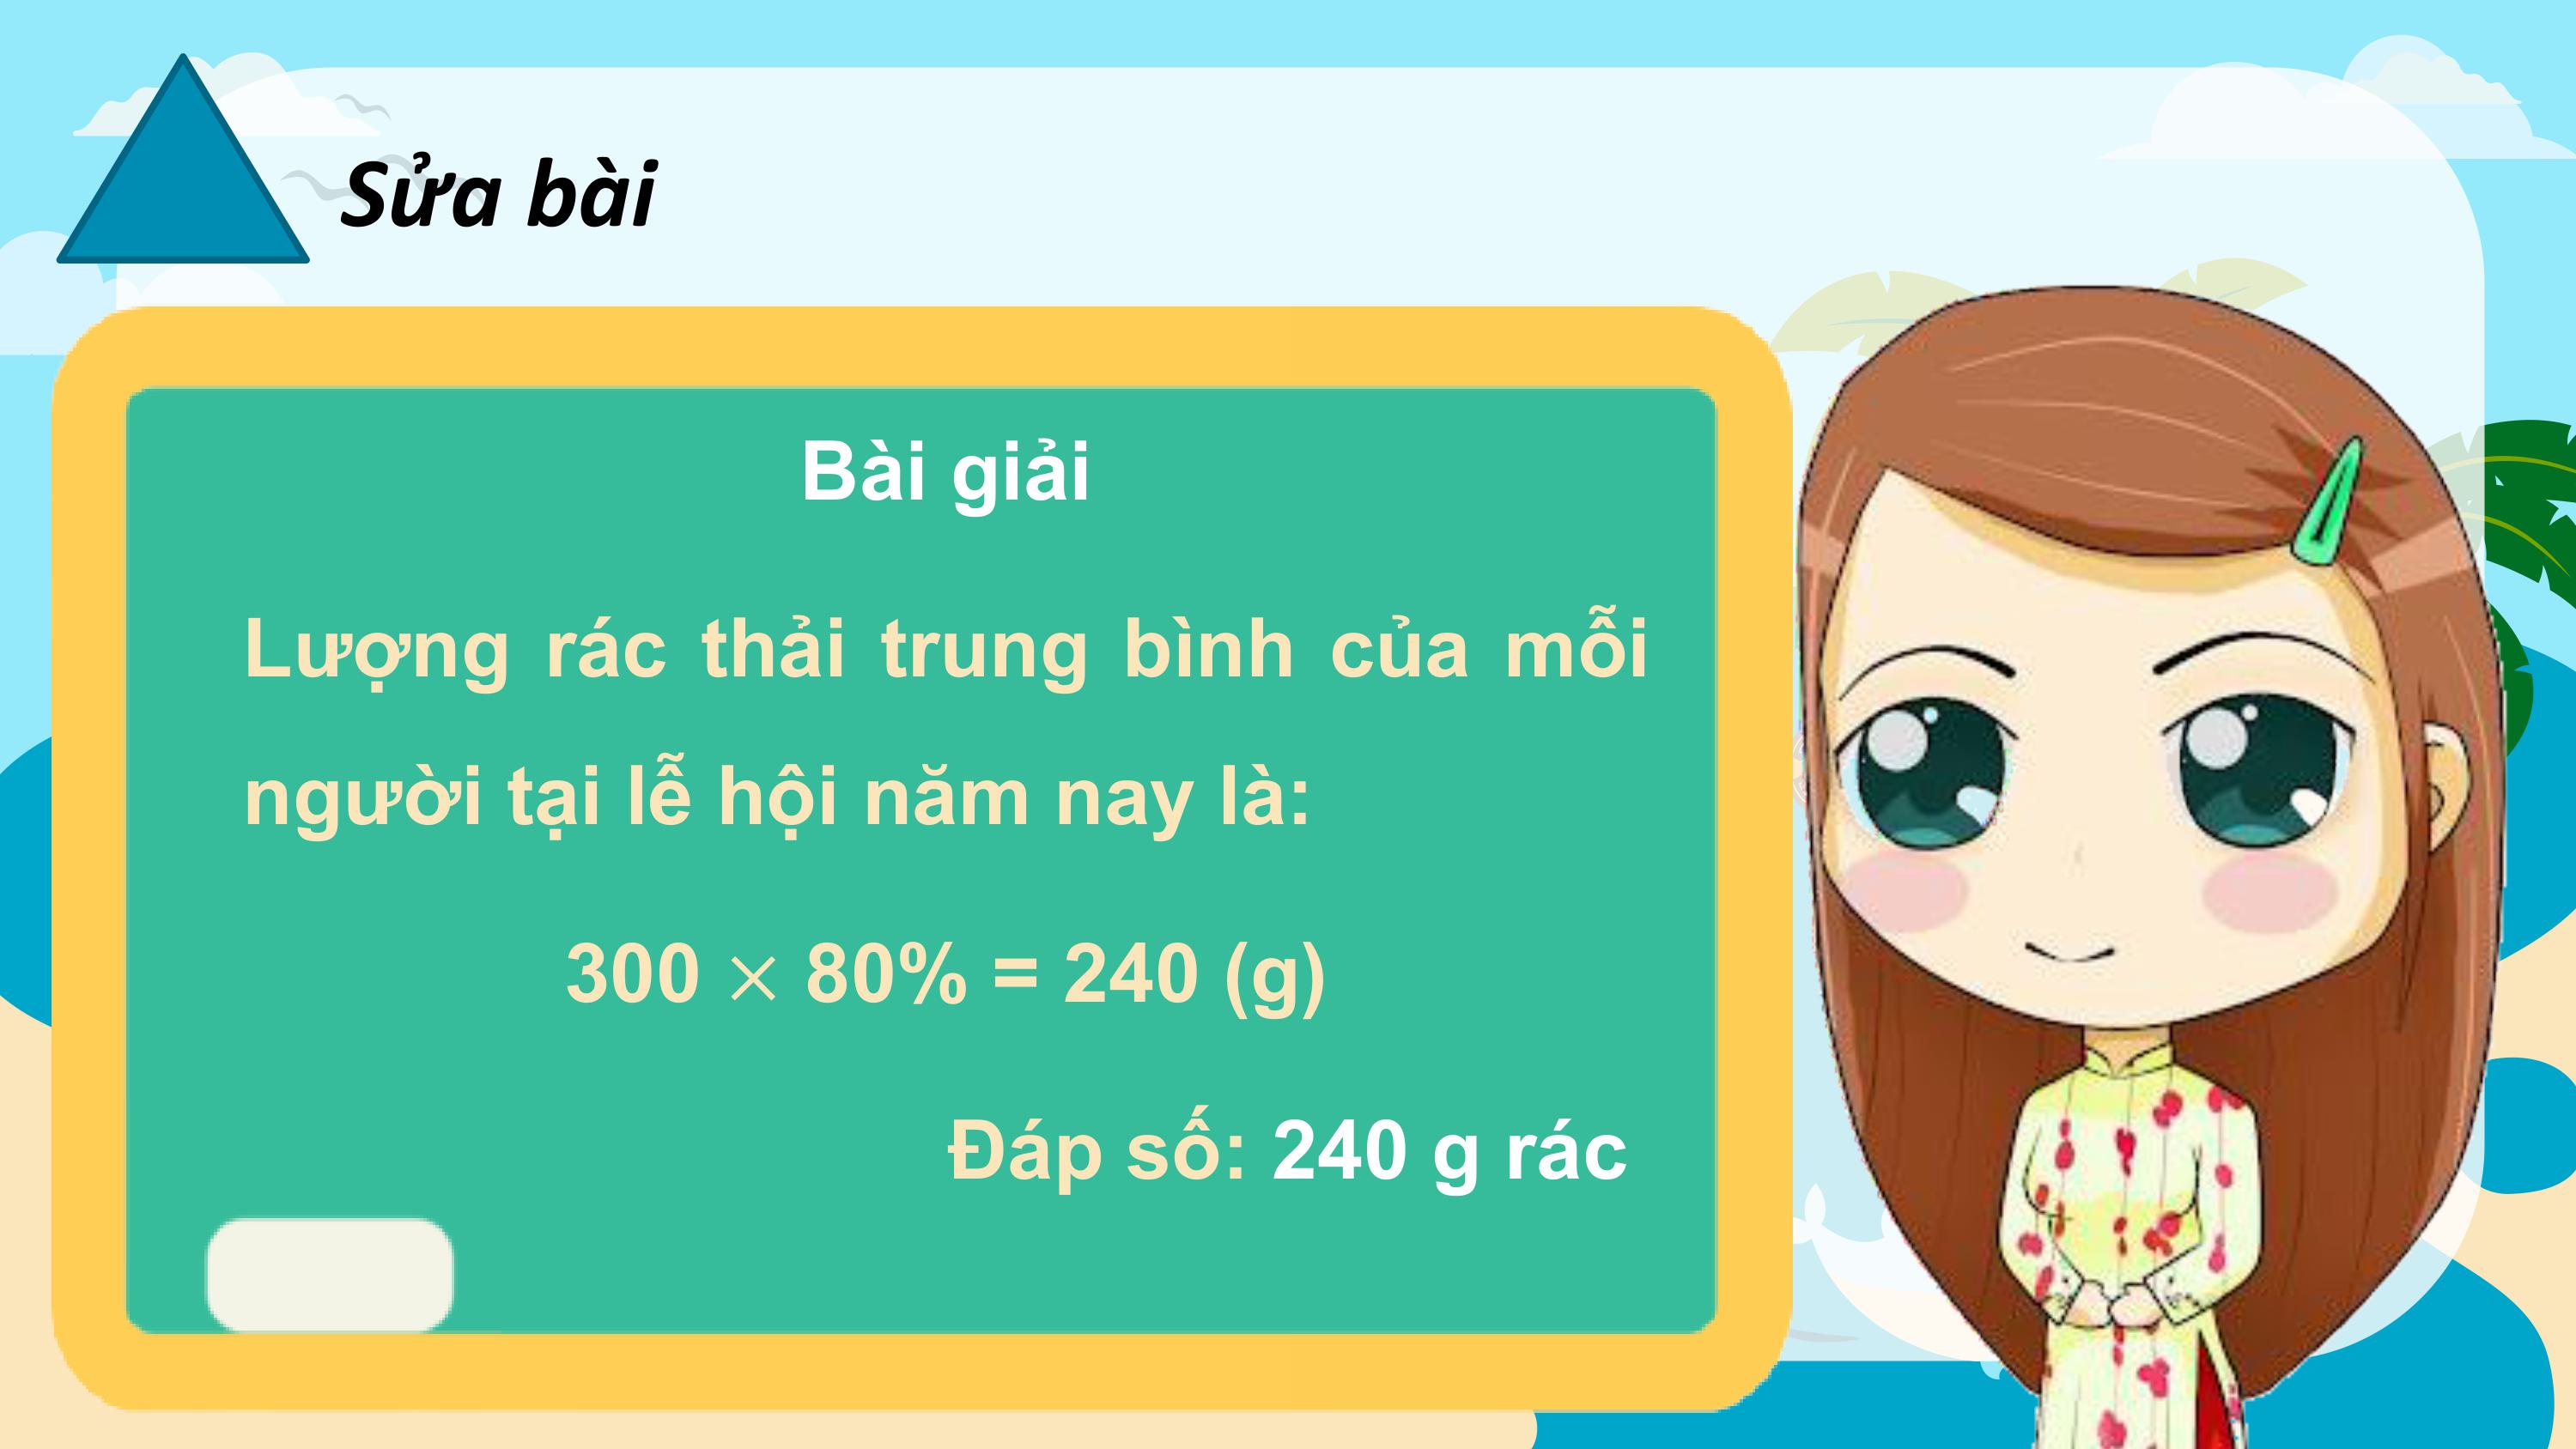 Sửa bài
Bài giải
Lượng rác thải trung bình của mỗi
người tại lễ hội năm nay là:
300 × 80% = 240 (g)
Đáp số: 240 g rác